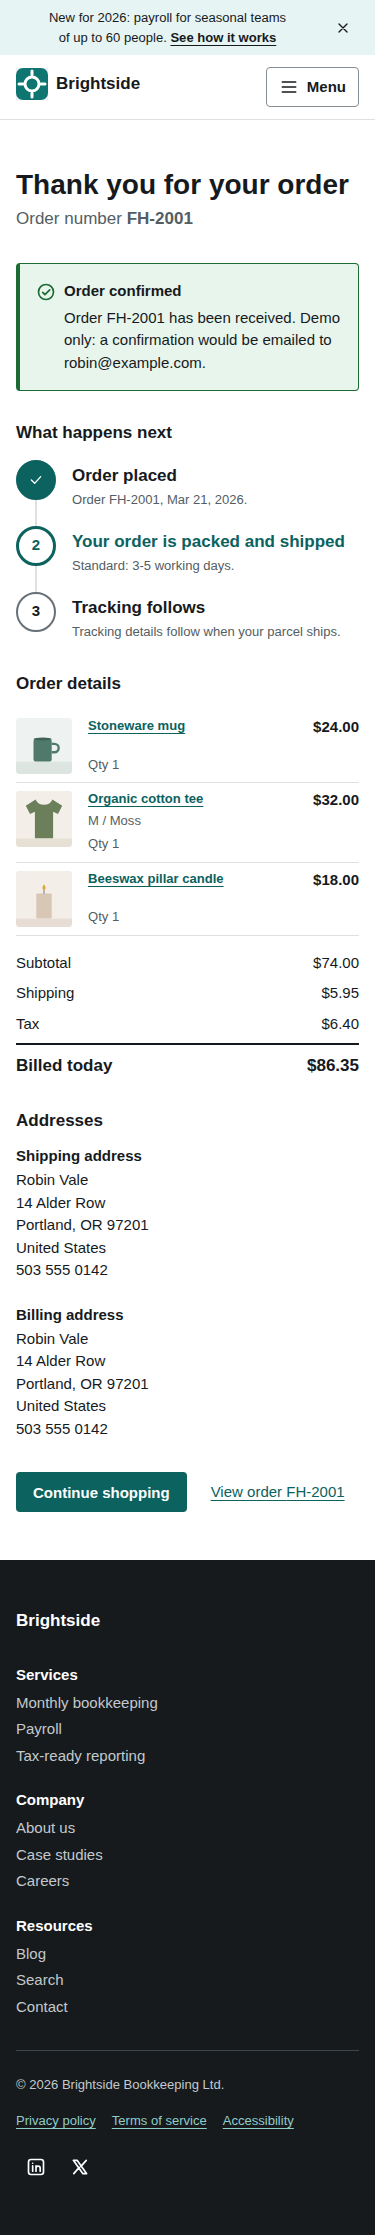 New for 2026: payroll for seasonal teams
of up to 60 people. See how it works
Brightside
Menu
Thank you for your order
Order number FH-2001
Order confirmed
Order FH-2001 has been received. Demo
only: a confirmation would be emailed to
robin@example.com.
What happens next
Order placed
Order FH-2001, Mar 21, 2026.
2
Your order is packed and shipped
Standard: 3-5 working days.
3
Tracking follows
Tracking details follow when your parcel ships.
Order details
Stoneware mug $24.00
Qty 1
Organic cotton tee $32.00
M / Moss
Qty 1
Beeswax pillar candle $18.00
Qty 1
Subtotal $74.00
Shipping $5.95
Tax $6.40
Billed today $86.35
Addresses
Shipping address
Robin Vale
14 Alder Row
Portland, OR 97201
United States
503 555 0142
Billing address
Robin Vale
14 Alder Row
Portland, OR 97201
United States
503 555 0142
Continue shopping View order FH-2001
Brightside
Services
Monthly bookkeeping
Payroll
Tax-ready reporting
Company
About us
Case studies
Careers
Resources
Blog
Search
Contact
© 2026 Brightside Bookkeeping Ltd.
Privacy policy Terms of service Accessibility